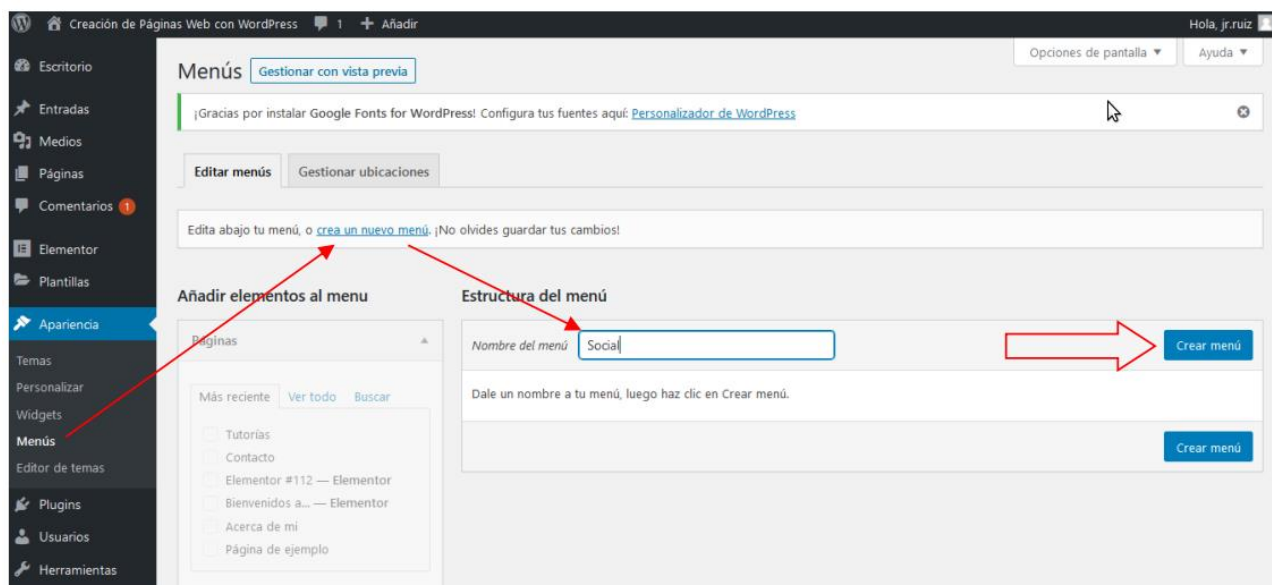 Creación de Páginas Web con WordPress 1 + Añadir Hola, jr.ruiz
Opciones de pantalla ▼ Ayuda ▼
Escritorio
Entradas
Medios
Páginas
Comentarios 1
Elementor
Plantillas
Apariencia
Temas
Personalizar
Widgets
Menús
Editor de temas
Plugins
Usuarios
Herramientas
Menús Gestionar con vista previa
¡Gracias por instalar Google Fonts for WordPress! Configura tus fuentes aquí: Personalizador de WordPress
Editar menús Gestionar ubicaciones
Edita abajo tu menú, o crea un nuevo menú. ¡No olvides guardar tus cambios!
Añadir elementos al menu
Páginas
Más reciente Ver todo Buscar
Tutorías
Contacto
Elementor #112 — Elementor
Bienvenidos a... — Elementor
Acerca de mi
Página de ejemplo
Estructura del menú
Nombre del menú Social Crear menú
Dale un nombre a tu menú, luego haz clic en Crear menú.
Crear menú